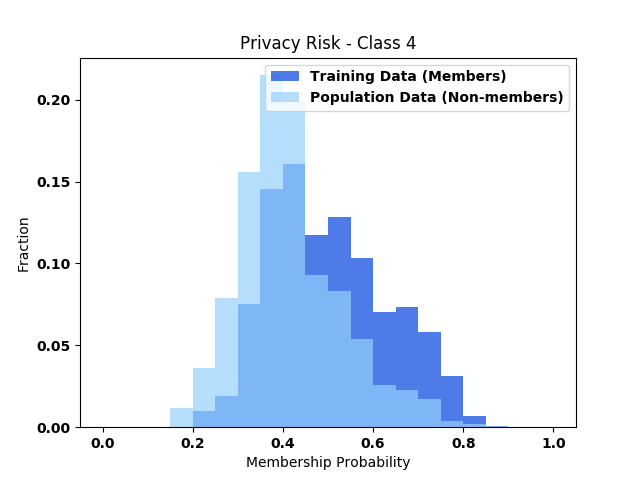 Privacy Risk - Class 4
Training Data (Members)
Population Data (Non-members)
0.20
0.15
0.10
0.05
0.00
Fraction
0.0 0.2 0.4 0.6 0.8 1.0
Membership Probability